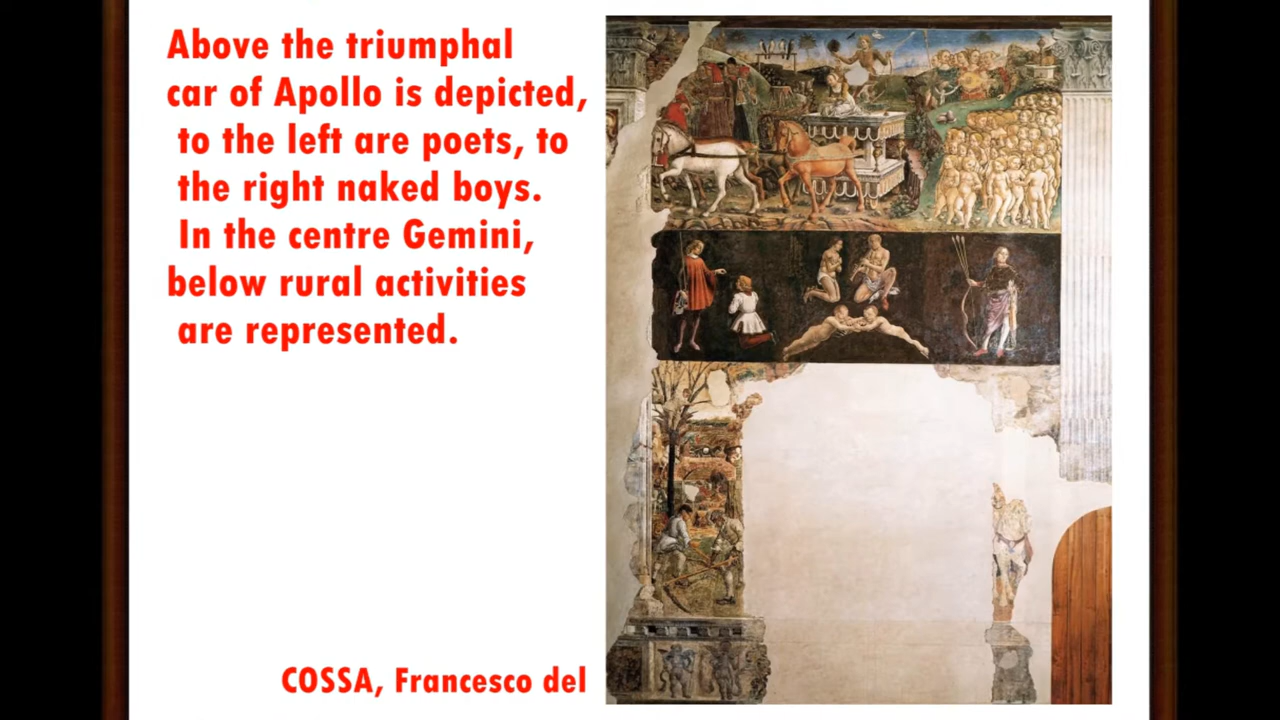 Above the triumphal
car of Apollo is depicted,
to the left are poets, to
the right naked boys.
In the centre Gemini,
below rural activities
are represented.
COSSA, Francesco del